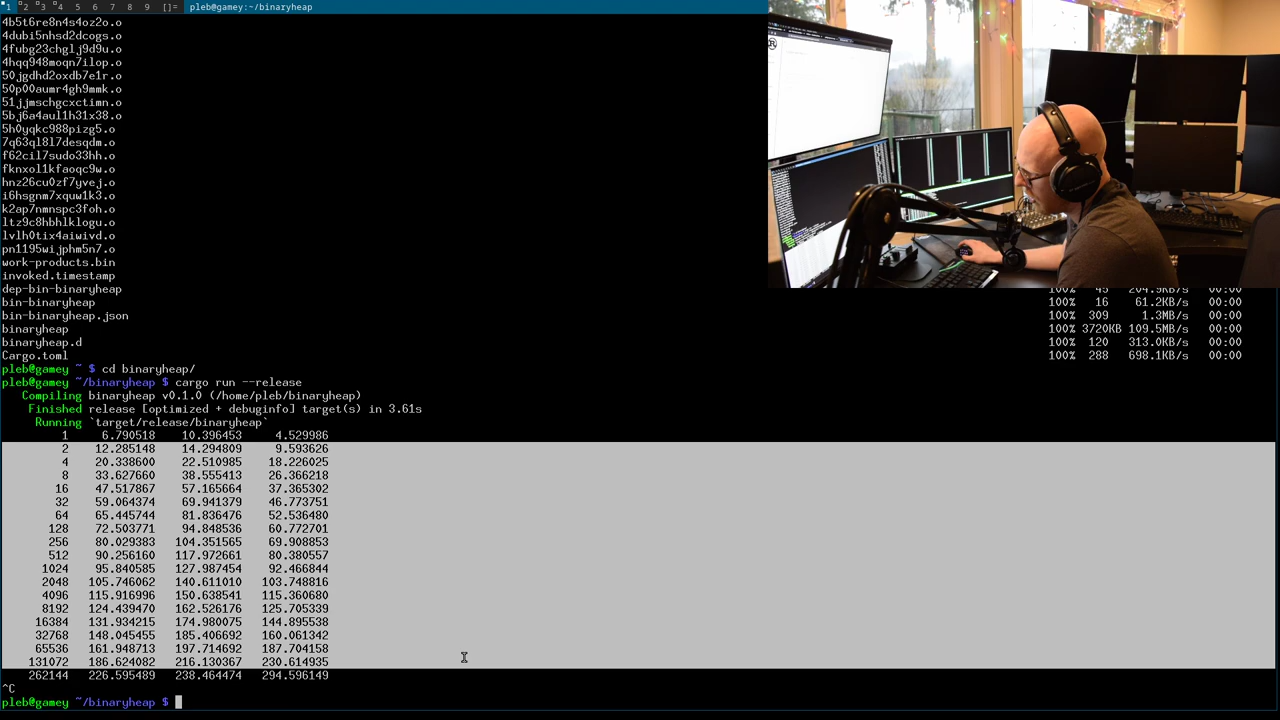 1 2 3 4 5 6 7 8 9 []= pleb@gamey:~/binaryheap
4b5t6re8n4s4oz2o.o
4dubi5nhsd2dcogs.o
4fubg23chglj9d9u.o
4hqq948moqn7ilop.o
50jgdhd2oxdb7e1r.o
50p00aumr4gh9mmk.o
51jjmschgcxctimn.o
5bj6a4aul1h31x38.o
5h0yqkc988pizg5.o
7q63ql8l7desqdm.o
f62cil7sudo33hh.o
fknxol1kfaoqc9w.o
hnz26cu0zf7yvej.o
i6hsgnm7xquw1k3.o
k2ap7nmnspc3foh.o
ltz9c8hbhlklogu.o
lvlh0tix4aiwivd.o
pn1195wijphm5n7.o
work-products.bin
invoked.timestamp
dep-bin-binaryheap 100% 45 204.9KB/s 00:00
bin-binaryheap 100% 16 61.2KB/s 00:00
bin-binaryheap.json 100% 309 1.3MB/s 00:00
binaryheap 100% 3720KB 109.5MB/s 00:00
binaryheap.d 100% 120 313.0KB/s 00:00
Cargo.toml 100% 288 698.1KB/s 00:00
pleb@gamey ~ $ cd binaryheap/
pleb@gamey ~/binaryheap $ cargo run --release
Compiling binaryheap v0.1.0 (/home/pleb/binaryheap)
Finished release [optimized + debuginfo] target(s) in 3.61s
Running `target/release/binaryheap`
1 6.790518 10.396453 4.529986
2 12.285148 14.294809 9.593626
4 20.338600 22.510985 18.226025
8 33.627660 38.555413 26.366218
16 47.517867 57.165664 37.365302
32 59.064374 69.941379 46.773751
64 65.445744 81.836476 52.536480
128 72.503771 94.848536 60.772701
256 80.029383 104.351565 69.908853
512 90.256160 117.972661 80.380557
1024 95.840585 127.987454 92.466844
2048 105.746062 140.611010 103.748816
4096 115.916996 150.638541 115.360680
8192 124.439470 162.526176 125.705339
16384 131.934215 174.980075 144.895538
32768 148.045455 185.406692 160.061342
65536 161.948713 197.714692 187.704158
131072 186.624082 216.130367 230.614935
262144 226.595489 238.464474 294.596149
^C
pleb@gamey ~/binaryheap $